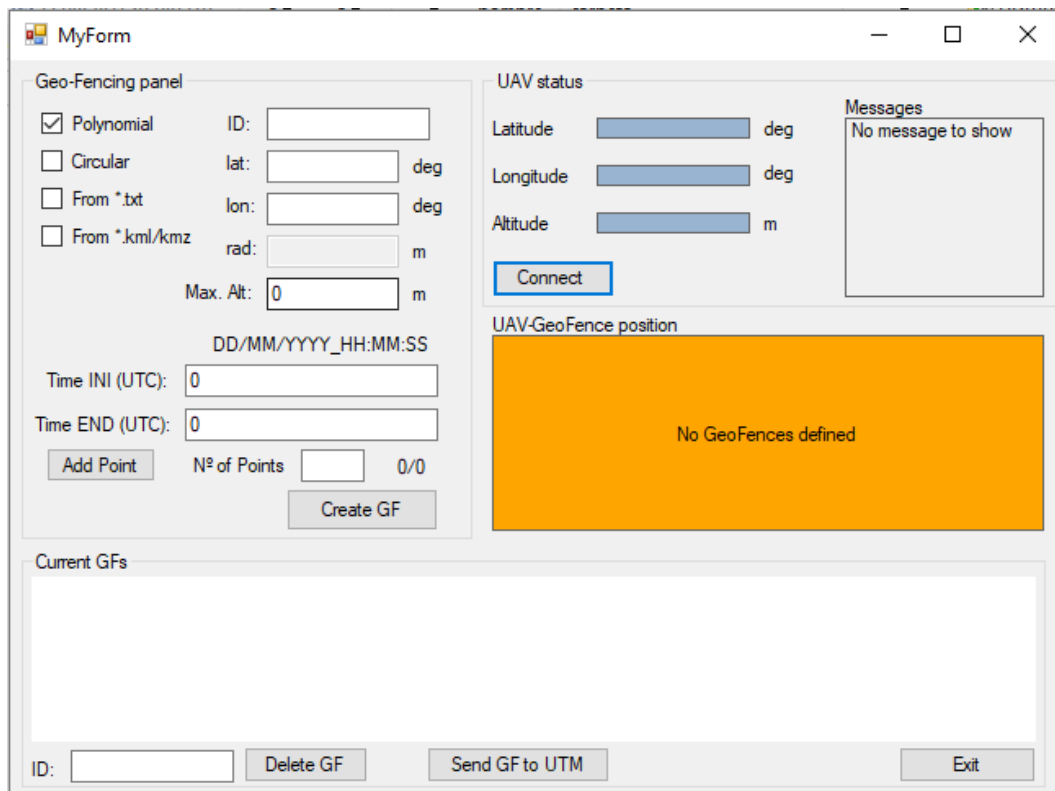 MyForm
Geo-Fencing panel
Polynomial
ID:
Circular
lat:
deg
From *.txt
lon:
deg
From *.kml/kmz
rad:
m
Max. Alt:
0
m
DD/MM/YYYY_HH:MM:SS
Time INI (UTC):
0
Time END (UTC):
0
Add Point
Nº of Points
0/0
Create GF
UAV status
Latitude
deg
Longitude
deg
Altitude
m
Connect
Messages
No message to show
UAV-GeoFence position
No GeoFences defined
Current GFs
ID:
Delete GF
Send GF to UTM
Exit